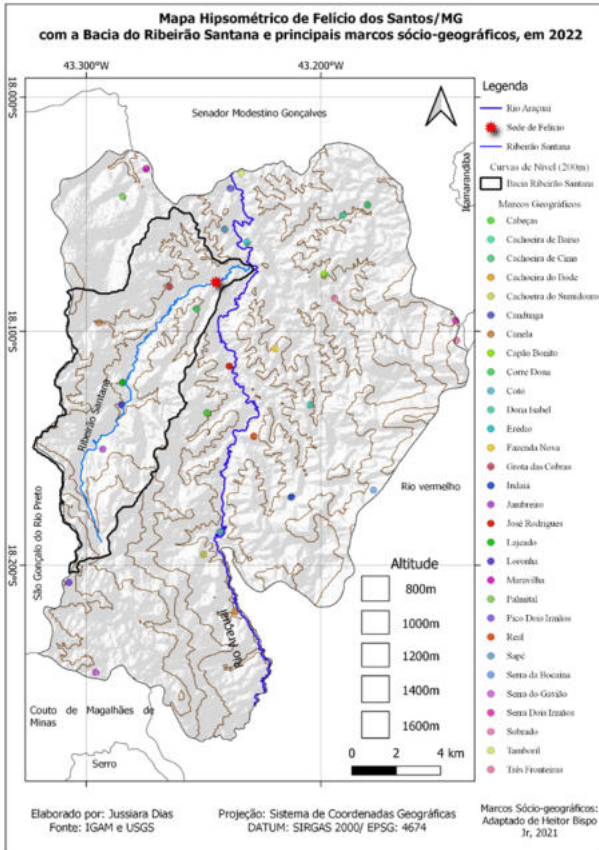 Mapa Hipsométrico de Felício dos Santos/MG
com a Bacia do Ribeirão Santana e principais marcos sócio-geográficos, em 2022
43.300°W
43.200°W
18.000°S
18.100°S
18.200°S
Senador Modestino Gonçalves
Itamarandiba
Rio vermelho
São Gonçalo do Rio Preto
Couto de Magalhães de
Minas
Serro
Ribeirão Santana
Rio Araçuaí
Legenda
Rio Araçuaí
Sede de Felício
Ribeirão Santana
Curvas de Nível (200m)
Bacia Ribeirão Santana
Marcos Geográficos
Cabeças
Cachoeira de Baixo
Cachoeira de Cima
Cachoeira do Bode
Cachoeira do Sumidouro
Canela
Capão Bonito
Corre Dona
Cotó
Dona Isabel
Erédio
Fazenda Nova
Grota das Cobras
Indaiá
Jambreiro
José Rodrigues
Lajeado
Loronha
Maravilha
Palmital
Pico Dois Irmãos
Real
Sapé
Serra da Bocaina
Serra do Gavião
Serra Dois Irmãos
Sobrado
Tamboril
Três Fronteiras
Altitude
800m
1000m
1200m
1400m
1600m
0 2 4 km
Elaborado por: Jussiara Dias
Fonte: IGAM e USGS
Projeção: Sistema de Coordenadas Geográficas
DATUM: SIRGAS 2000/ EPSG: 4674
Marcos Sócio-geográficos:
Adaptado de Heitor Bispo
Jr, 2021